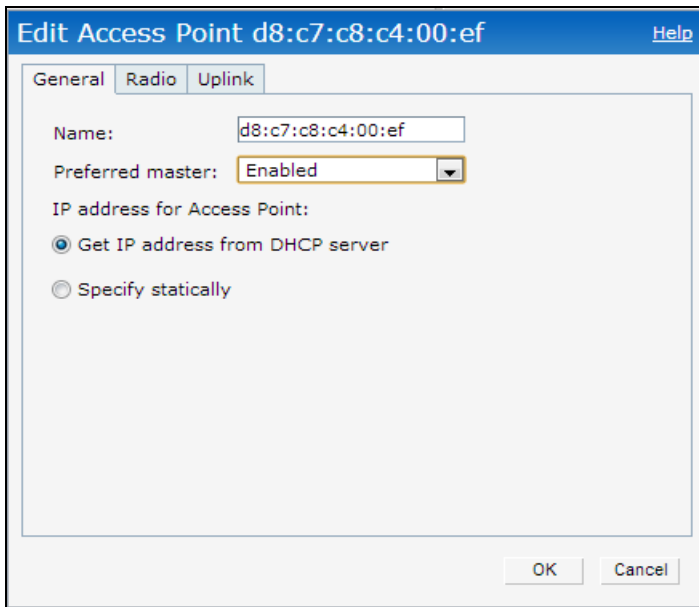 Edit Access Point d8:c7:c8:c4:00:ef Help
General Radio Uplink
Name: d8:c7:c8:c4:00:ef
Preferred master: Enabled
IP address for Access Point:
Get IP address from DHCP server
Specify statically
OK Cancel